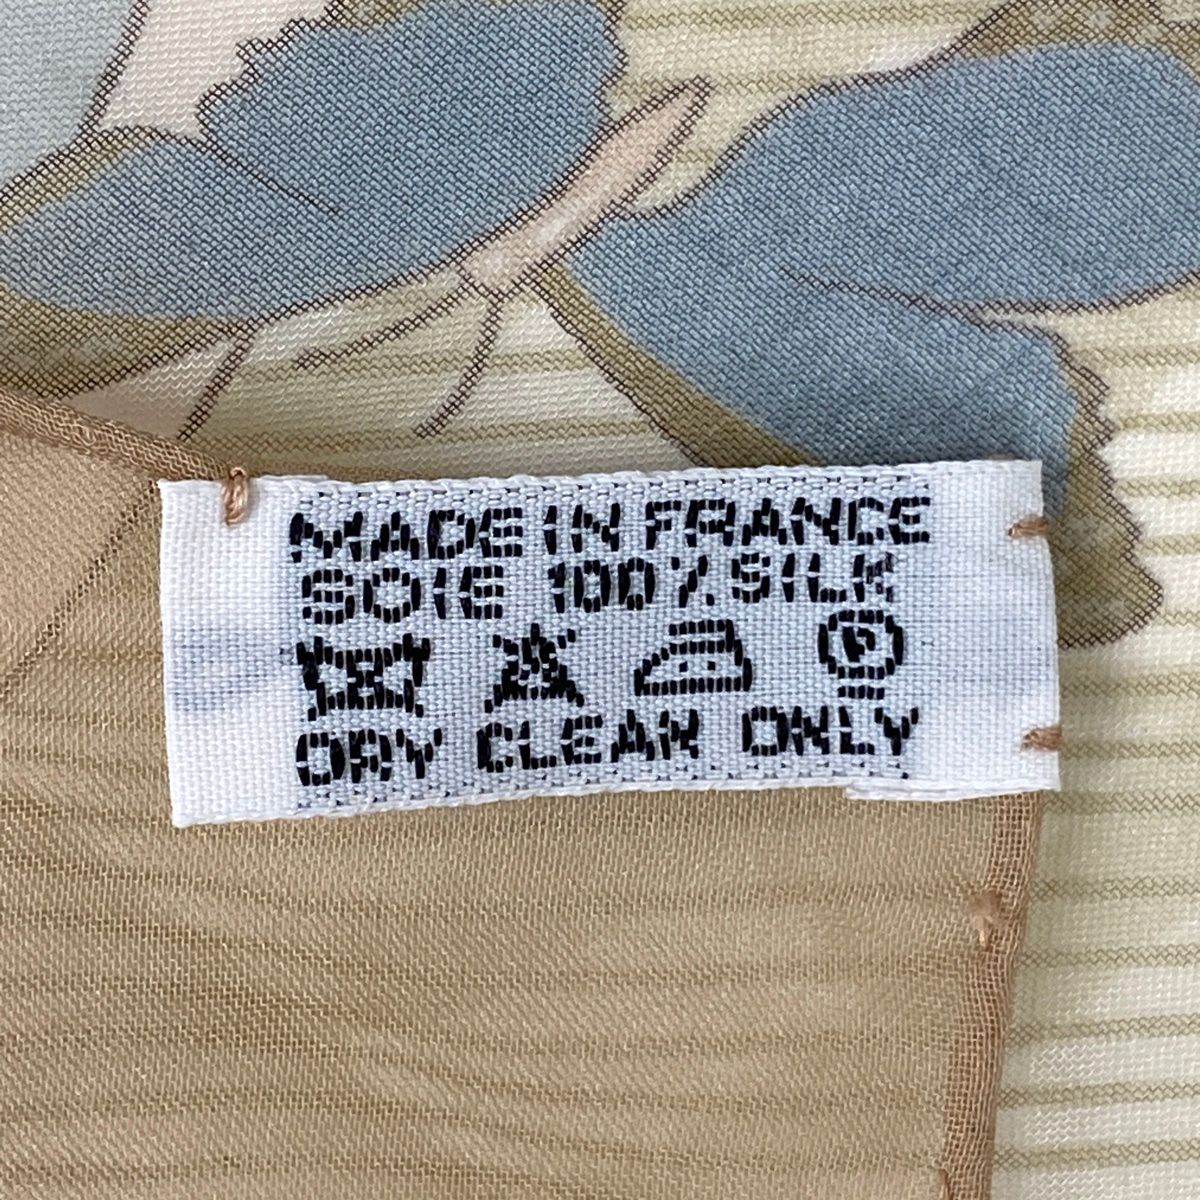 MADE IN FRANCE
SOIE 100% SILK
P
DRY CLEAN ONLY